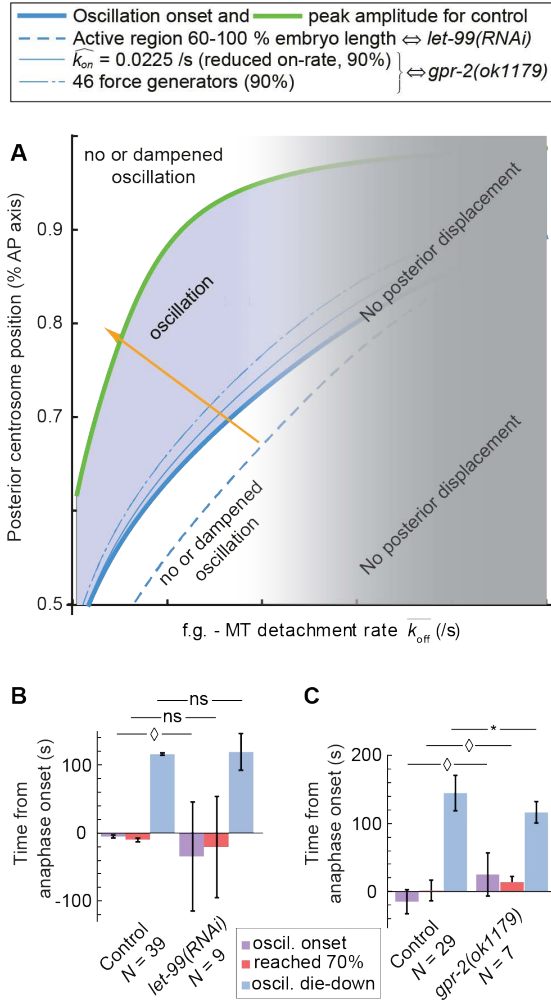 Oscillation onset and peak amplitude for control
Active region 60-100 % embryo length ⇔ let-99(RNAi)
k̂on = 0.0225 /s (reduced on-rate, 90%)
46 force generators (90%)
⇔ gpr-2(ok1179)
A
no or dampened
oscillation
oscillation
No posterior displacement
no or dampened
oscillation
No posterior displacement
Posterior centrosome position (% AP axis)
0.9
0.8
0.7
0.5
f.g. - MT detachment rate k̅off (/s)
B
ns
ns
◊
Time from
anaphase onset (s)
100
0
-100
Control
N = 39
let-99(RNAi)
N = 9
C
*
◊
◊
Time from
anaphase onset (s)
200
100
0
Control
N = 29
gpr-2(ok1179)
N = 7
oscil. onset
reached 70%
oscil. die-down